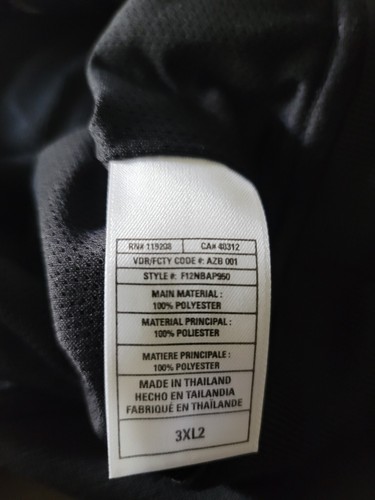 RN# 119208 CA# 40312
VDR/FCTY CODE #: AZB 001
STYLE #: F12NBAP960
MAIN MATERIAL :
100% POLYESTER
MATERIAL PRINCIPAL :
100% POLIESTER
MATIERE PRINCIPALE :
100% POLYESTER
MADE IN THAILAND
HECHO EN TAILANDIA
FABRIQUÉ EN THAÏLANDE
3XL2